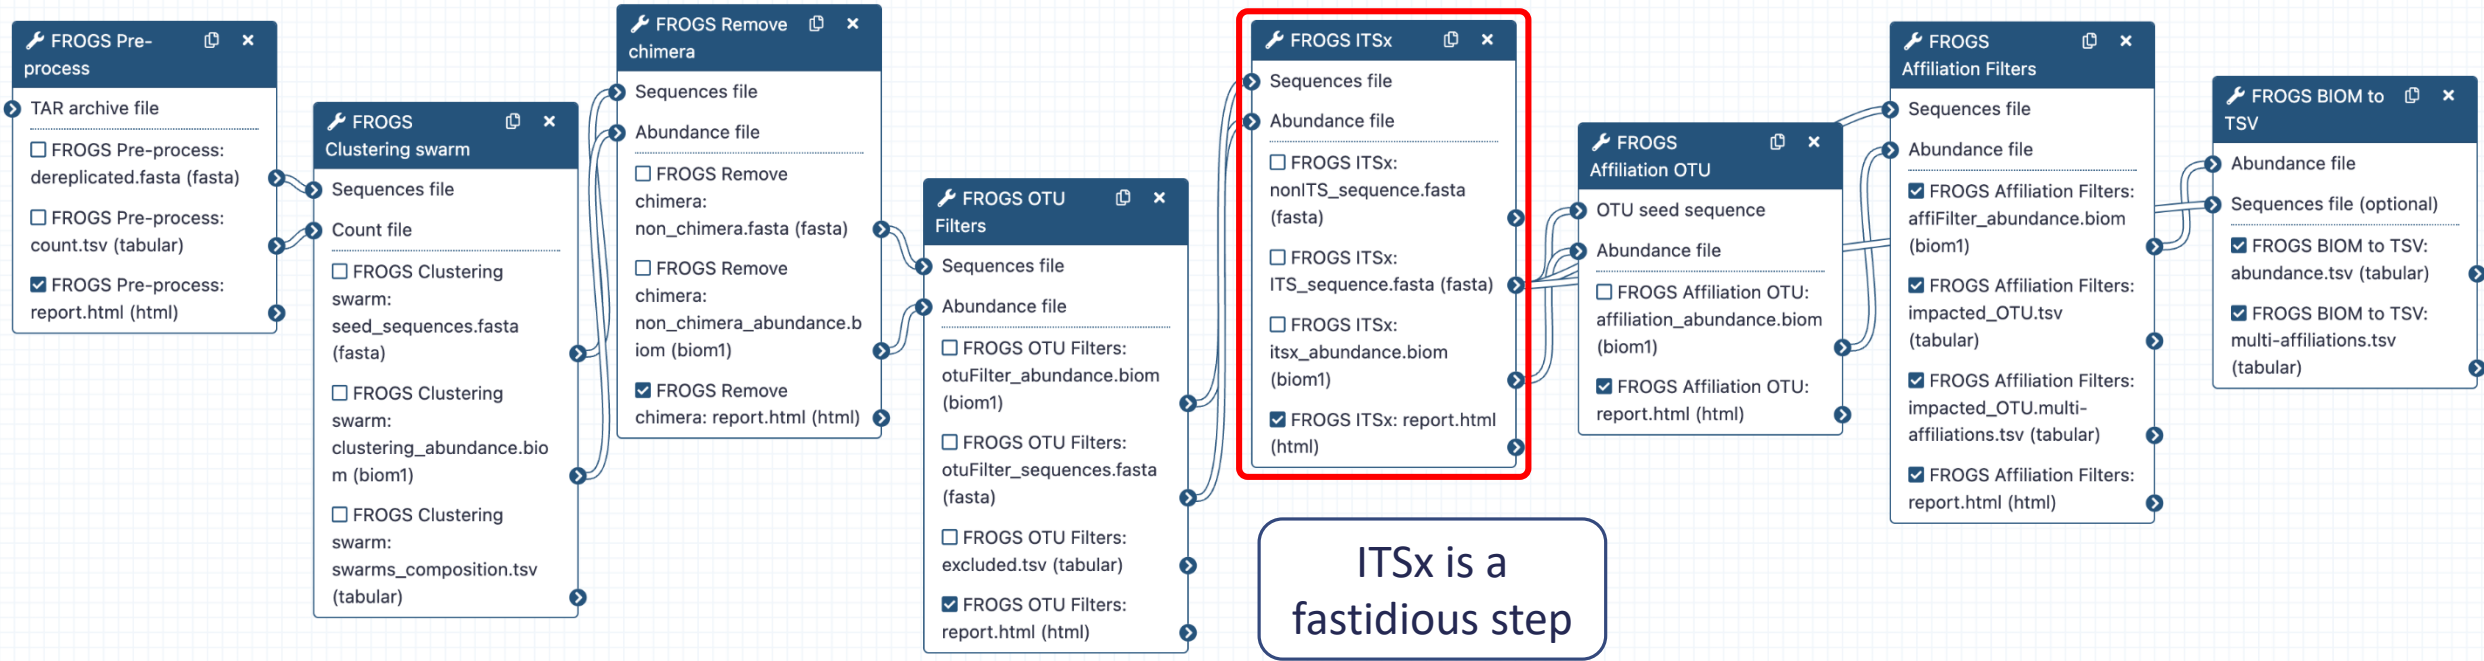 FROGS Pre-
process
TAR archive file
FROGS Pre-process:
dereplicated.fasta (fasta)
FROGS Pre-process:
count.tsv (tabular)
FROGS Pre-process:
report.html (html)
FROGS
Clustering swarm
Sequences file
Count file
FROGS Clustering
swarm:
seed_sequences.fasta
(fasta)
FROGS Clustering
swarm:
clustering_abundance.bio
m (biom1)
FROGS Clustering
swarm:
swarms_composition.tsv
(tabular)
FROGS Remove
chimera
Sequences file
Abundance file
FROGS Remove
chimera:
non_chimera.fasta (fasta)
FROGS Remove
chimera:
non_chimera_abundance.b
iom (biom1)
FROGS Remove
chimera: report.html (html)
FROGS OTU
Filters
Sequences file
Abundance file
FROGS OTU Filters:
otuFilter_abundance.biom
(biom1)
FROGS OTU Filters:
otuFilter_sequences.fasta
(fasta)
FROGS OTU Filters:
excluded.tsv (tabular)
FROGS OTU Filters:
report.html (html)
FROGS ITSx
Sequences file
Abundance file
FROGS ITSx:
nonITS_sequence.fasta
(fasta)
FROGS ITSx:
ITS_sequence.fasta (fasta)
FROGS ITSx:
itsx_abundance.biom
(biom1)
FROGS ITSx: report.html
(html)
ITSx is a
fastidious step
FROGS
Affiliation OTU
OTU seed sequence
Abundance file
FROGS Affiliation OTU:
affiliation_abundance.biom
(biom1)
FROGS Affiliation OTU:
report.html (html)
FROGS
Affiliation Filters
Sequences file
Abundance file
FROGS Affiliation Filters:
affiFilter_abundance.biom
(biom1)
FROGS Affiliation Filters:
impacted_OTU.tsv
(tabular)
FROGS Affiliation Filters:
impacted_OTU.multi-
affiliations.tsv (tabular)
FROGS Affiliation Filters:
report.html (html)
FROGS BIOM to
TSV
Abundance file
Sequences file (optional)
FROGS BIOM to TSV:
abundance.tsv (tabular)
FROGS BIOM to TSV:
multi-affiliations.tsv
(tabular)